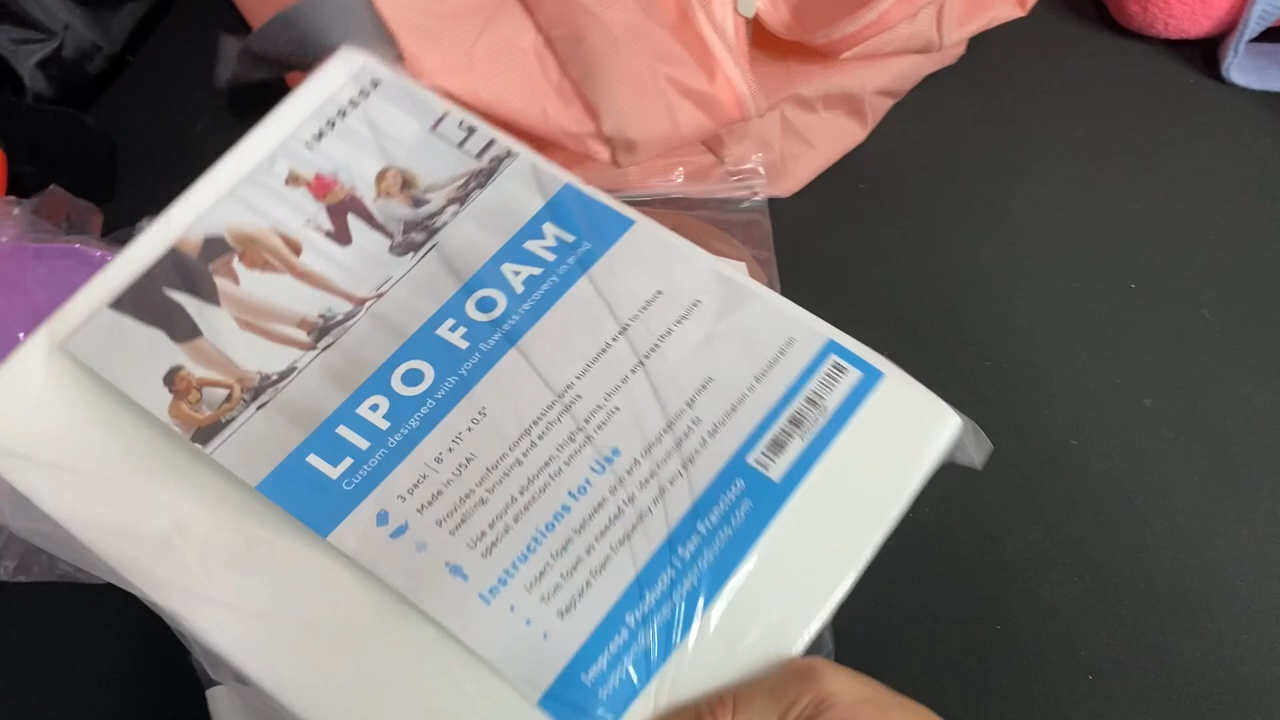 LIPO FOAM
Custom designed with your flawless recovery in mind
3 pack | 8" x 11" x 0.5"
Made in USA!
Provides uniform compression over suctioned areas to reduce
swelling, bruising and ecchymosis
Use around abdomen, thighs, arms, chin or any area that requires
special attention for smooth results
Instructions for Use
Insert foam between skin and compression garment
Trim foam as needed for ideal customized fit
Replace foam frequently with any signs of deformation or discoloration
Impresa Products | San Francisco